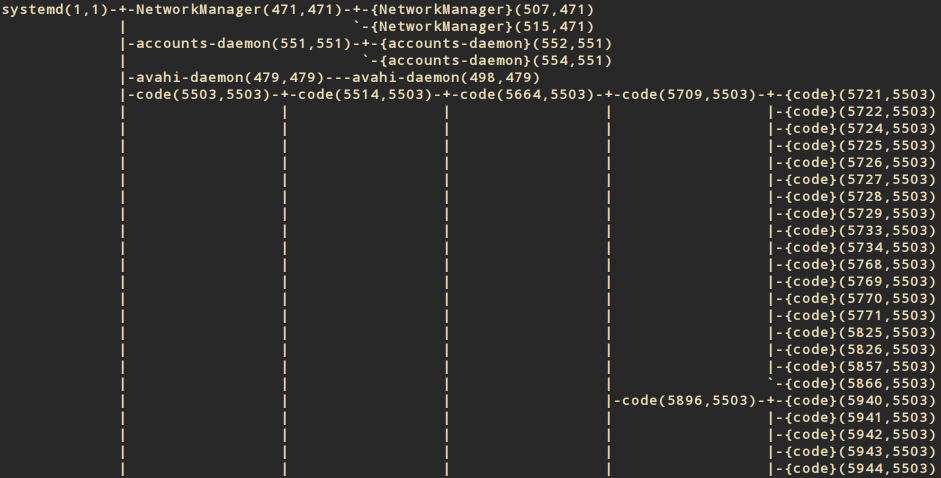 systemd(1,1)-+-NetworkManager(471,471)-+-{NetworkManager}(507,471)
             |                         `-{NetworkManager}(515,471)
             |-accounts-daemon(551,551)-+-{accounts-daemon}(552,551)
             |                          `-{accounts-daemon}(554,551)
             |-avahi-daemon(479,479)---avahi-daemon(498,479)
             |-code(5503,5503)-+-code(5514,5503)-+-code(5664,5503)-+-code(5709,5503)-+-{code}(5721,5503)
             |                 |                 |                 |                 |-{code}(5722,5503)
             |                 |                 |                 |                 |-{code}(5724,5503)
             |                 |                 |                 |                 |-{code}(5725,5503)
             |                 |                 |                 |                 |-{code}(5726,5503)
             |                 |                 |                 |                 |-{code}(5727,5503)
             |                 |                 |                 |                 |-{code}(5728,5503)
             |                 |                 |                 |                 |-{code}(5729,5503)
             |                 |                 |                 |                 |-{code}(5733,5503)
             |                 |                 |                 |                 |-{code}(5734,5503)
             |                 |                 |                 |                 |-{code}(5768,5503)
             |                 |                 |                 |                 |-{code}(5769,5503)
             |                 |                 |                 |                 |-{code}(5770,5503)
             |                 |                 |                 |                 |-{code}(5771,5503)
             |                 |                 |                 |                 |-{code}(5825,5503)
             |                 |                 |                 |                 |-{code}(5826,5503)
             |                 |                 |                 |                 |-{code}(5857,5503)
             |                 |                 |                 |                 `-{code}(5866,5503)
             |                 |                 |                 |-code(5896,5503)-+-{code}(5940,5503)
             |                 |                 |                 |                 |-{code}(5941,5503)
             |                 |                 |                 |                 |-{code}(5942,5503)
             |                 |                 |                 |                 |-{code}(5943,5503)
             |                 |                 |                 |                 |-{code}(5944,5503)